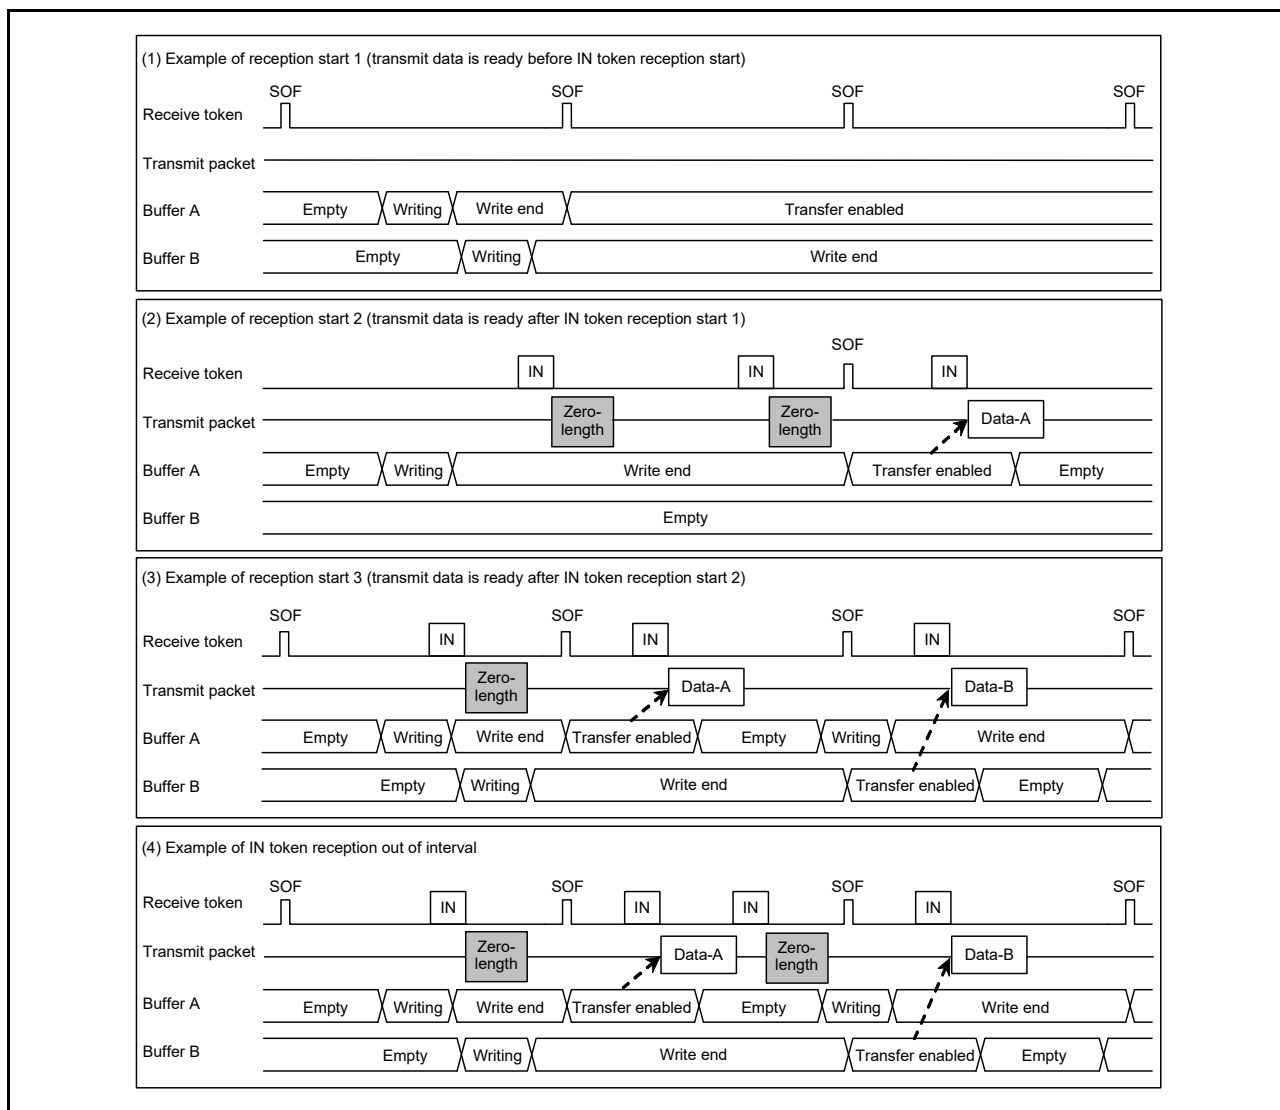 (1) Example of reception start 1 (transmit data is ready before IN token reception start)
SOF SOF SOF SOF
Receive token
Transmit packet
Buffer A Empty Writing Write end Transfer enabled
Buffer B Empty Writing Write end
(2) Example of reception start 2 (transmit data is ready after IN token reception start 1)
SOF
Receive token IN IN IN
Transmit packet Zero- Zero- Data-A
length length
Buffer A Empty Writing Write end Transfer enabled Empty
Buffer B Empty
(3) Example of reception start 3 (transmit data is ready after IN token reception start 2)
SOF SOF SOF SOF
Receive token IN IN IN
Transmit packet Zero- Data-A Data-B
length
Buffer A Empty Writing Write end Transfer enabled Empty Writing Write end
Buffer B Empty Writing Write end Transfer enabled Empty
(4) Example of IN token reception out of interval
SOF SOF SOF SOF
Receive token IN IN IN IN
Transmit packet Zero- Data-A Zero- Data-B
length length
Buffer A Empty Writing Write end Transfer enabled Empty Writing Write end
Buffer B Empty Writing Write end Transfer enabled Empty